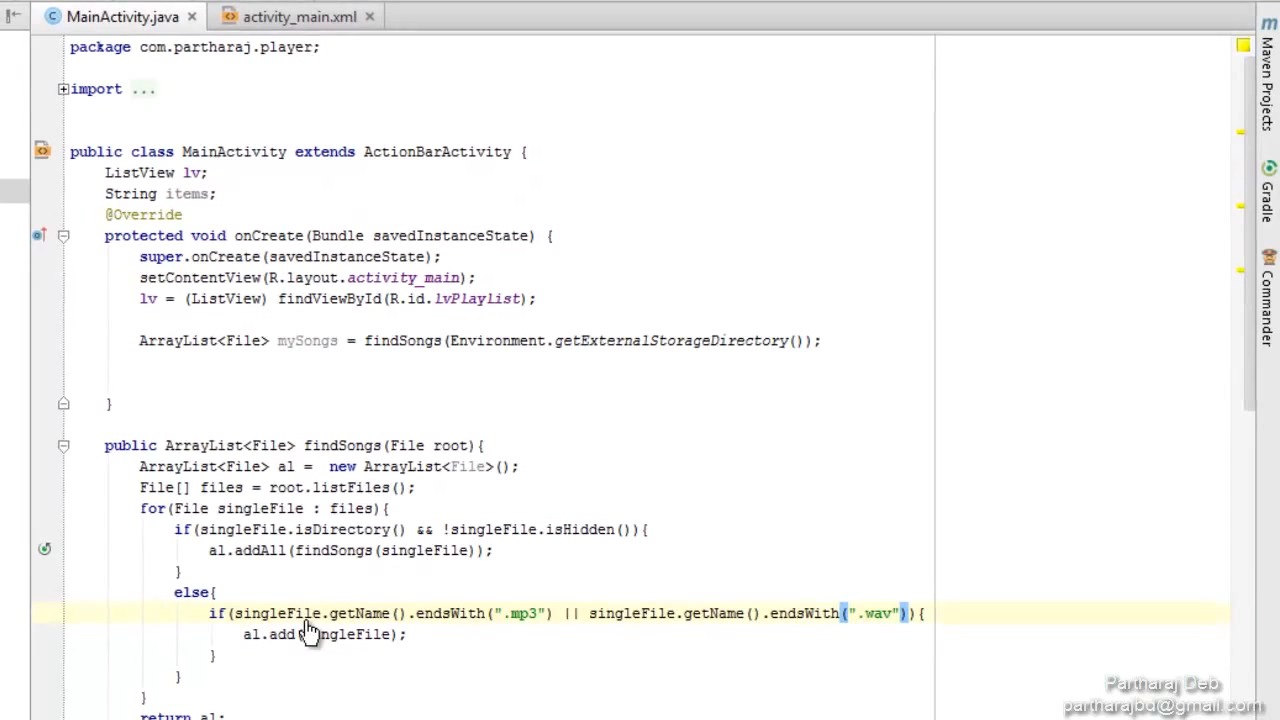 MainActivity.java
activity_main.xml
package com.partharaj.player;
import ...
public class MainActivity extends ActionBarActivity {
ListView lv;
String items;
@Override
protected void onCreate(Bundle savedInstanceState) {
super.onCreate(savedInstanceState);
setContentView(R.layout.activity_main);
lv = (ListView) findViewById(R.id.lvPlaylist);
ArrayList<File> mySongs = findSongs(Environment.getExternalStorageDirectory());
}
public ArrayList<File> findSongs(File root){
ArrayList<File> al =  new ArrayList<File>();
File[] files = root.listFiles();
for(File singleFile : files){
if(singleFile.isDirectory() && !singleFile.isHidden()){
al.addAll(findSongs(singleFile));
}
else{
if(singleFile.getName().endsWith(".mp3") || singleFile.getName().endsWith(".wav")){
al.add(singleFile);
}
}
}
return al;
Maven Projects
Gradle
Commander
Partharaj Deb
partharajbd@gmail.com